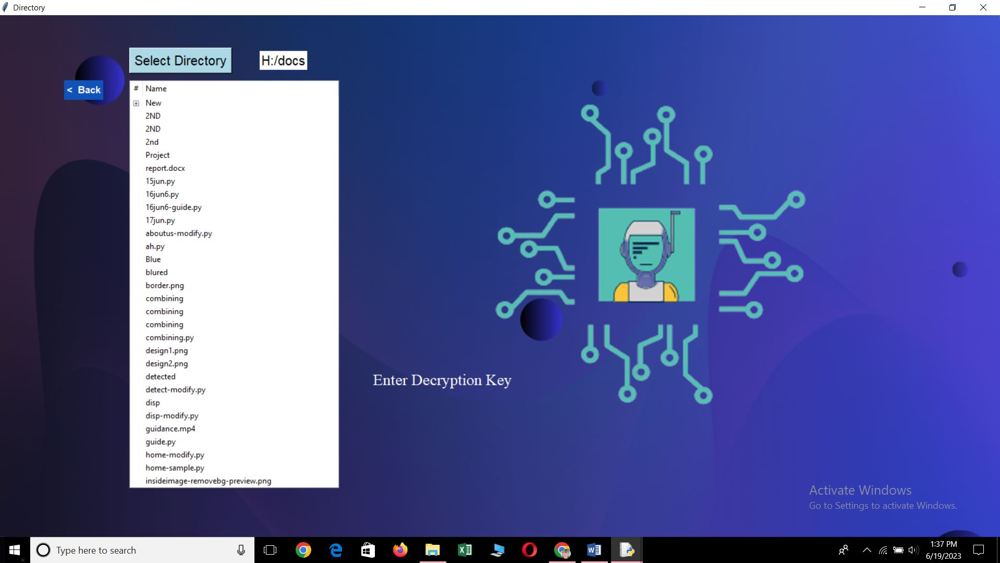 Directory
Select Directory
H:/docs
< Back
# Name
New
2ND
2ND
2nd
Project
report.docx
15jun.py
16jun6.py
16jun6-guide.py
17jun.py
aboutus-modify.py
ah.py
Blue
blured
border.png
combining
combining
combining
combining.py
design1.png
design2.png
detected
detect-modify.py
disp
disp-modify.py
guidance.mp4
guide.py
home-modify.py
home-sample.py
insideimage-removebg-preview.png
Enter Decryption Key
Activate Windows
Go to Settings to activate Windows.
Type here to search
1:37 PM
6/19/2023